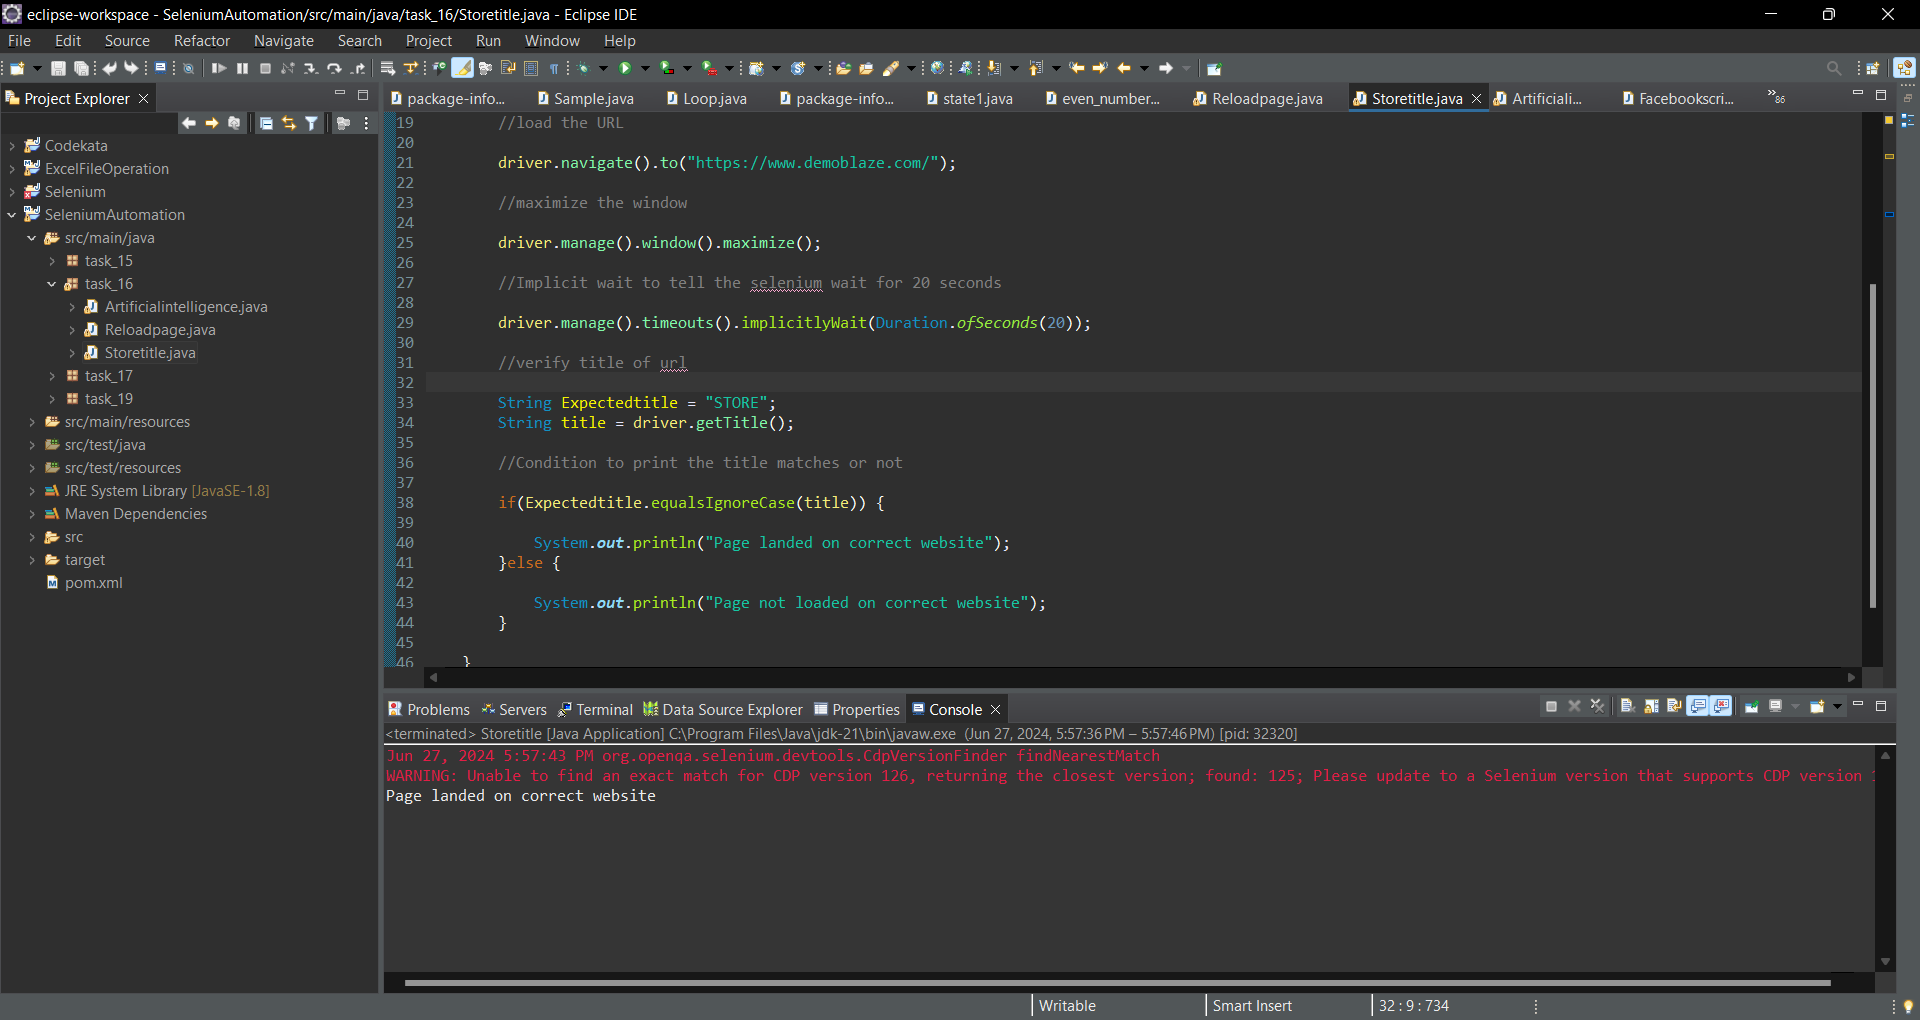 eclipse-workspace - SeleniumAutomation/src/main/java/task_16/Storetitle.java - Eclipse IDE
File Edit Source Refactor Navigate Search Project Run Window Help
Project Explorer
package-info... Sample.java Loop.java package-info... state1.java even_number... Reloadpage.java Storetitle.java Artificiali... Facebookscri... »86
Codekata
ExcelFileOperation
Selenium
SeleniumAutomation
src/main/java
task_15
task_16
Artificialintelligence.java
Reloadpage.java
Storetitle.java
task_17
task_19
src/main/resources
src/test/java
src/test/resources
JRE System Library [JavaSE-1.8]
Maven Dependencies
src
target
pom.xml
19 //load the URL
20
21 driver.navigate().to("https://www.demoblaze.com/");
22
23 //maximize the window
24
25 driver.manage().window().maximize();
26
27 //Implicit wait to tell the selenium wait for 20 seconds
28
29 driver.manage().timeouts().implicitlyWait(Duration.ofSeconds(20));
30
31 //verify title of url
32
33 String Expectedtitle = "STORE";
34 String title = driver.getTitle();
35
36 //Condition to print the title matches or not
37
38 if(Expectedtitle.equalsIgnoreCase(title)) {
39
40 System.out.println("Page landed on correct website");
41 }else {
42
43 System.out.println("Page not loaded on correct website");
44 }
45
46 }
Problems Servers Terminal Data Source Explorer Properties Console
<terminated> Storetitle [Java Application] C:\Program Files\Java\jdk-21\bin\javaw.exe (Jun 27, 2024, 5:57:36 PM – 5:57:46 PM) [pid: 32320]
Jun 27, 2024 5:57:43 PM org.openqa.selenium.devtools.CdpVersionFinder findNearestMatch
WARNING: Unable to find an exact match for CDP version 126, returning the closest version; found: 125; Please update to a Selenium version that supports CDP version
Page landed on correct website
Writable Smart Insert 32 : 9 : 734